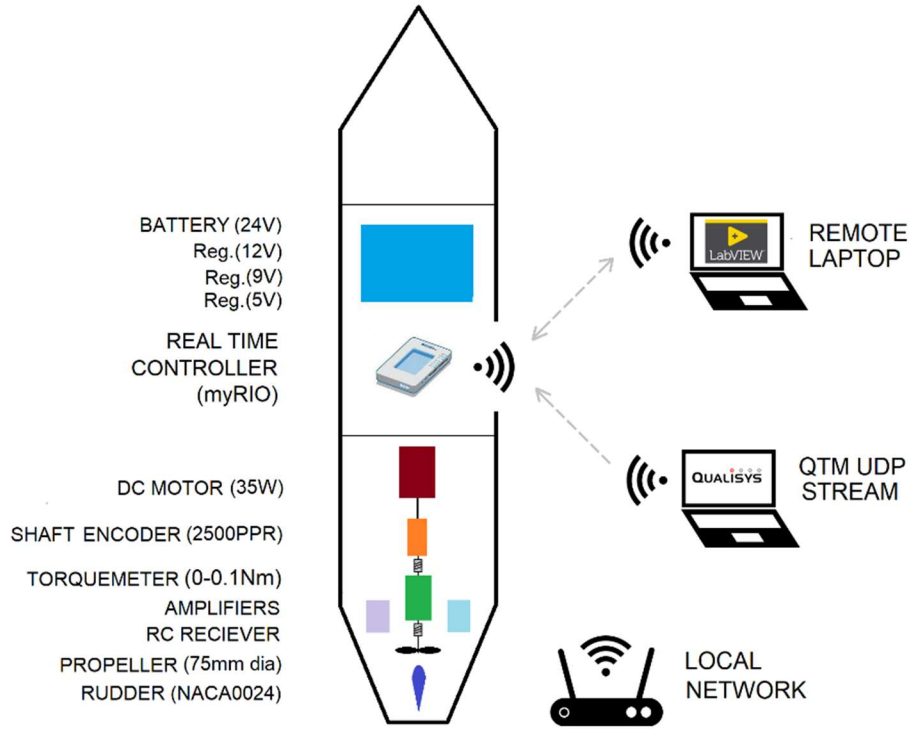 BATTERY (24V)
Reg.(12V)
Reg.(9V)
Reg.(5V)
REAL TIME
CONTROLLER
(myRIO)
DC MOTOR (35W)
SHAFT ENCODER (2500PPR)
TORQUEMETER (0-0.1Nm)
AMPLIFIERS
RC RECIEVER
PROPELLER (75mm dia)
RUDDER (NACA0024)
LabVIEW
REMOTE
LAPTOP
QUALISYS
QTM UDP
STREAM
LOCAL
NETWORK